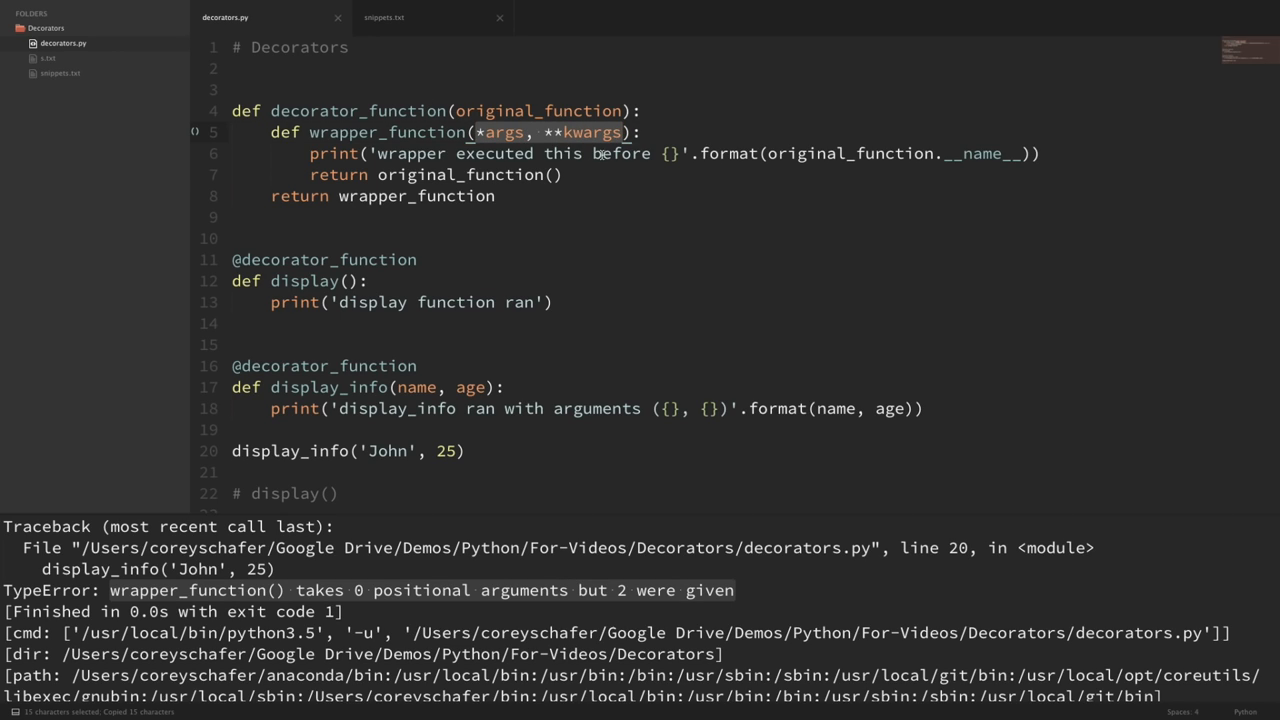 FOLDERS
Decorators
decorators.py
s.txt
snippets.txt
decorators.py
snippets.txt
1 # Decorators
2
3
4 def decorator_function(original_function):
5     def wrapper_function(*args, **kwargs):
6         print('wrapper executed this before {}'.format(original_function.__name__))
7         return original_function()
8     return wrapper_function
9
10
11 @decorator_function
12 def display():
13     print('display function ran')
14
15
16 @decorator_function
17 def display_info(name, age):
18     print('display_info ran with arguments ({}, {})'.format(name, age))
19
20 display_info('John', 25)
21
22 # display()
Traceback (most recent call last):
  File "/Users/coreyschafer/Google Drive/Demos/Python/For-Videos/Decorators/decorators.py", line 20, in <module>
    display_info('John', 25)
TypeError: wrapper_function() takes 0 positional arguments but 2 were given
[Finished in 0.0s with exit code 1]
[cmd: ['/usr/local/bin/python3.5', '-u', '/Users/coreyschafer/Google Drive/Demos/Python/For-Videos/Decorators/decorators.py']]
[dir: /Users/coreyschafer/Google Drive/Demos/Python/For-Videos/Decorators]
[path: /Users/coreyschafer/anaconda/bin:/usr/local/bin:/usr/bin:/bin:/usr/sbin:/sbin:/usr/local/git/bin:/usr/local/opt/coreutils/
libexec/gnubin:/usr/local/sbin:/Users/coreyschafer/anaconda/bin:/usr/local/bin:/usr/bin:/bin:/usr/sbin:/sbin:/usr/local/git/bin]
15 characters selected; Copied 15 characters
Spaces: 4
Python